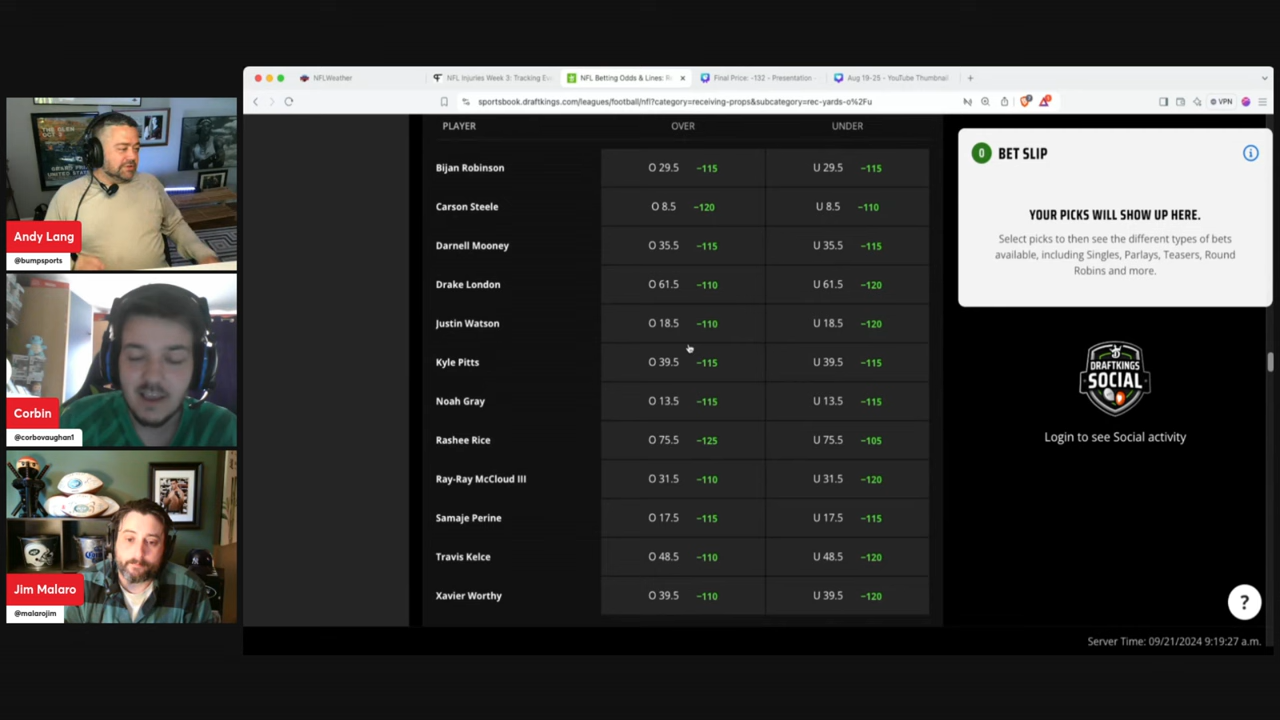 NFLWeather
NFL Injuries Week 3: Tracking Ex
NFL Betting Odds & Lines: R
Final Price: -132 - Presentation
Aug 19-25 - YouTube Thumbnail
sportsbook.draftkings.com/leagues/football/nfl?category=receiving-props&subcategory=rec-yards-o%2Fu
VPN
PLAYER OVER UNDER
Bijan Robinson O 29.5 −115 U 29.5 −115
Carson Steele O 8.5 −120 U 8.5 −110
Darnell Mooney O 35.5 −115 U 35.5 −115
Drake London O 61.5 −110 U 61.5 −120
Justin Watson O 18.5 −110 U 18.5 −120
Kyle Pitts O 39.5 −115 U 39.5 −115
Noah Gray O 13.5 −115 U 13.5 −115
Rashee Rice O 75.5 −125 U 75.5 −105
Ray-Ray McCloud III O 31.5 −110 U 31.5 −120
Samaje Perine O 17.5 −115 U 17.5 −115
Travis Kelce O 48.5 −110 U 48.5 −120
Xavier Worthy O 39.5 −110 U 39.5 −120
0 BET SLIP
YOUR PICKS WILL SHOW UP HERE.
Select picks to then see the different types of bets
available, including Singles, Parlays, Teasers, Round
Robins and more.
DRAFTKINGS
SOCIAL
Login to see Social activity
?
Server Time: 09/21/2024 9:19:27 a.m.
Andy Lang
@bumpsports
Corbin
@corbovaughan1
Jim Malaro
@malarojim